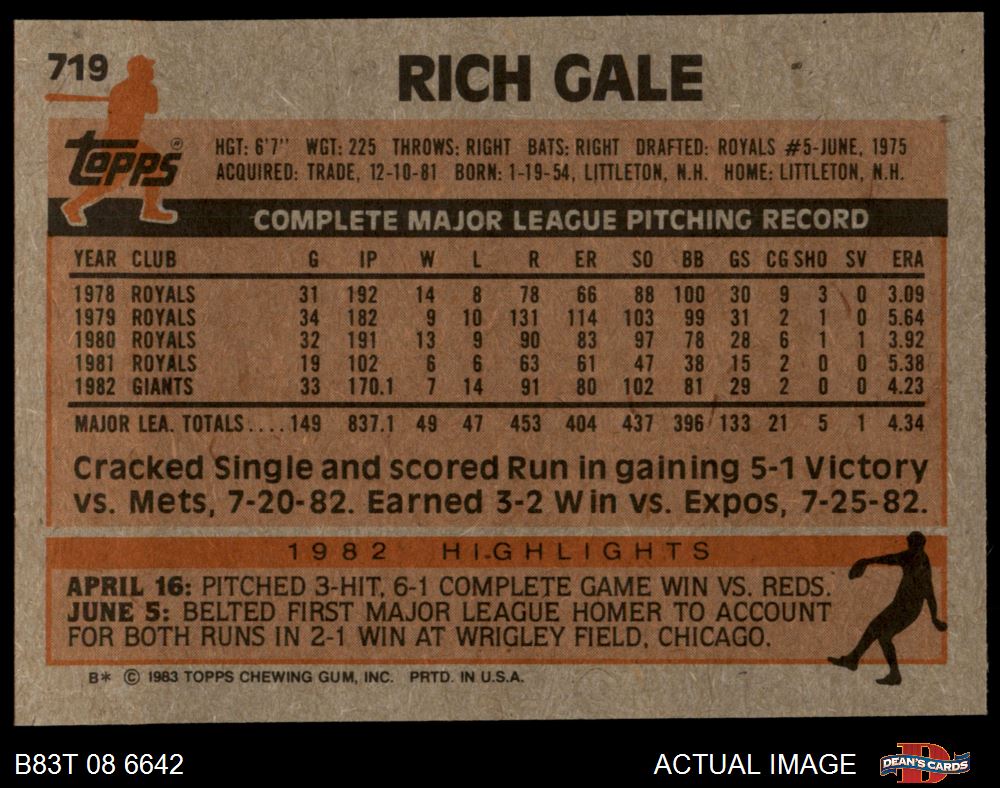 719
RICH GALE
topps®
HGT: 6'7" WGT: 225 THROWS: RIGHT BATS: RIGHT DRAFTED: ROYALS #5-JUNE, 1975
ACQUIRED: TRADE, 12-10-81 BORN: 1-19-54, LITTLETON, N.H. HOME: LITTLETON, N.H.
COMPLETE MAJOR LEAGUE PITCHING RECORD
YEAR CLUB G IP W L R ER SO BB GS CG SHO SV ERA
1978 ROYALS 31 192 14 8 78 66 88 100 30 9 3 0 3.09
1979 ROYALS 34 182 9 10 131 114 103 99 31 2 1 0 5.64
1980 ROYALS 32 191 13 9 90 83 97 78 28 6 1 1 3.92
1981 ROYALS 19 102 6 6 63 61 47 38 15 2 0 0 5.38
1982 GIANTS 33 170.1 7 14 91 80 102 81 29 2 0 0 4.23
MAJOR LEA. TOTALS....149 837.1 49 47 453 404 437 396 133 21 5 1 4.34
Cracked Single and scored Run in gaining 5-1 Victory
vs. Mets, 7-20-82. Earned 3-2 Win vs. Expos, 7-25-82.
1982 HIGHLIGHTS
APRIL 16: PITCHED 3-HIT, 6-1 COMPLETE GAME WIN VS. REDS.
JUNE 5: BELTED FIRST MAJOR LEAGUE HOMER TO ACCOUNT
FOR BOTH RUNS IN 2-1 WIN AT WRIGLEY FIELD, CHICAGO.
B* © 1983 TOPPS CHEWING GUM, INC. PRTD. IN U.S.A.
B83T 08 6642
ACTUAL IMAGE
D
DEAN'S CARDS